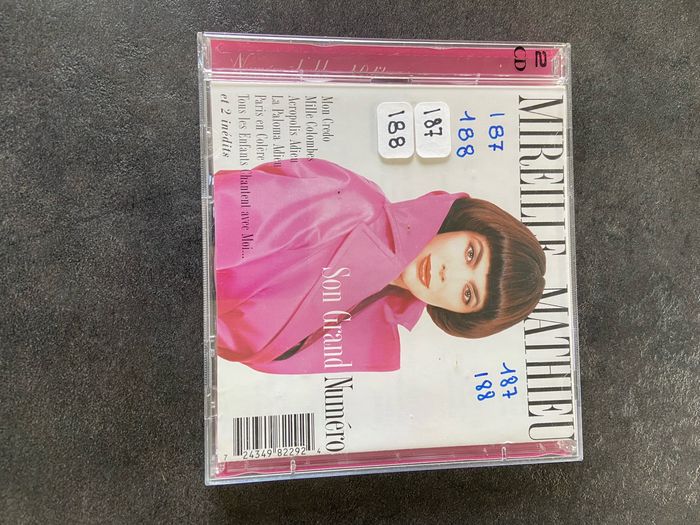 2
CD
MIREILLE MATHIEU
187
188
187
188
187
188
Mon Credo
Mille Colombes
Acropolis Adieu
La Paloma Adieu
Paris en Colère
Tous les Enfants Chantent avec Moi...
et 2 inédits
Son Grand Numéro
7 24349 82292 4